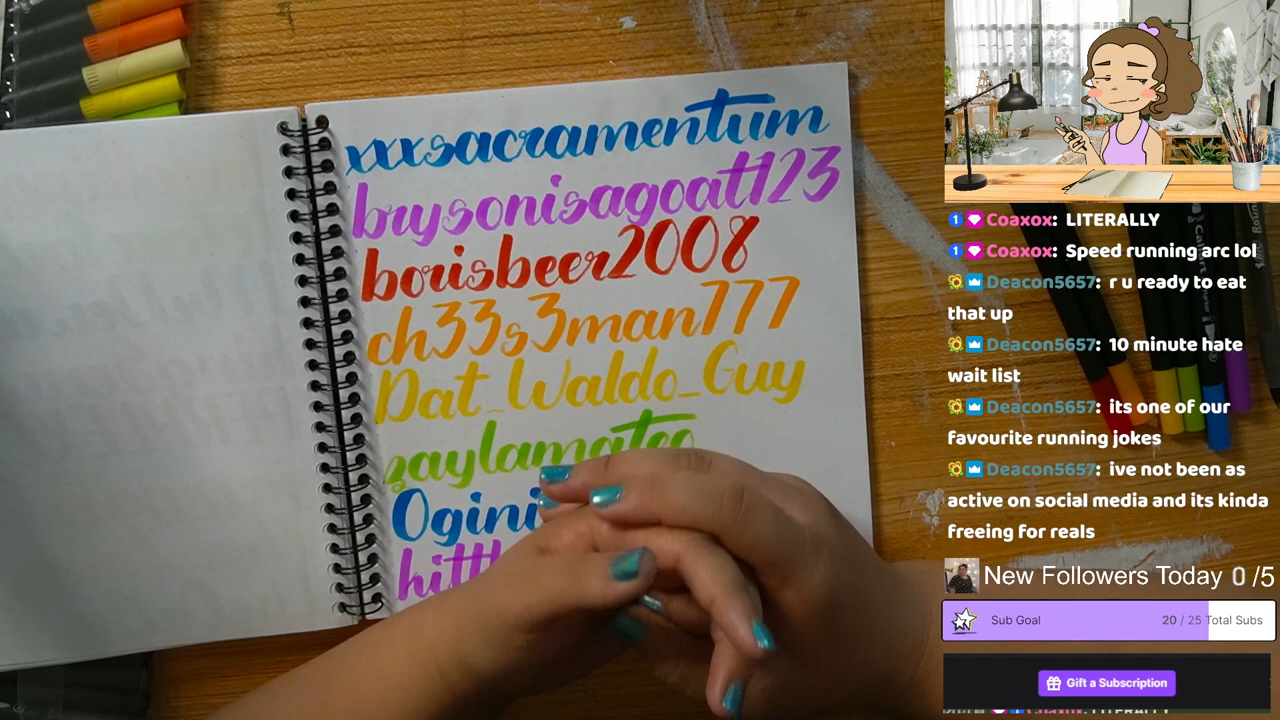 xxxsacramentum
brysonisagoat123
borisbeer2008
ch33s3man777
Dat_Waldo_Guy
Coaxox: LITERALLY
Coaxox: Speed running arc lol
Deacon5657: r u ready to eat
that up
Deacon5657: 10 minute hate
wait list
Deacon5657: its one of our
favourite running jokes
Deacon5657: ive not been as
active on social media and its kinda
freeing for reals
New Followers Today 0 /5
Sub Goal 20 / 25 Total Subs
Gift a Subscription